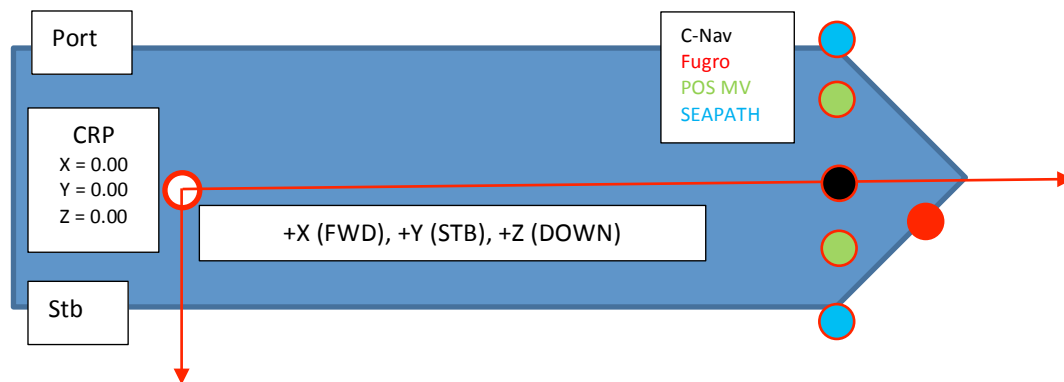 Port
C-Nav
Fugro
POS MV
SEAPATH
CRP
X = 0.00
Y = 0.00
Z = 0.00
+X (FWD), +Y (STB), +Z (DOWN)
Stb